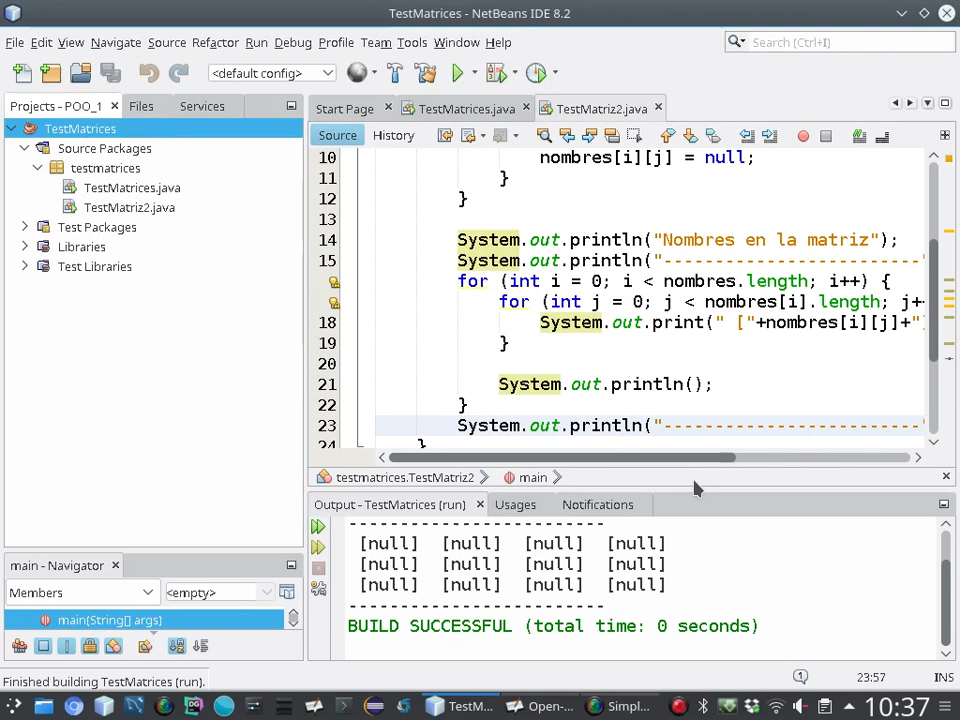 TestMatrices - NetBeans IDE 8.2
File Edit View Navigate Source Refactor Run Debug Profile Team Tools Window Help
Search (Ctrl+I)
<default config>
Projects - POO_1 Files Services
Start Page TestMatrices.java TestMatriz2.java
TestMatrices
Source History
Source Packages
testmatrices
TestMatrices.java
TestMatriz2.java
Test Packages
Libraries
Test Libraries
10 nombres[i][j] = null;
11 }
12 }
13
14 System.out.println("Nombres en la matriz");
15 System.out.println("-------------------------"
for (int i = 0; i < nombres.length; i++) {
for (int j = 0; j < nombres[i].length; j++
18 System.out.print(" ["+nombres[i][j]+"]
19 }
20
21 System.out.println();
22 }
23 System.out.println("-------------------------"
24 }
testmatrices.TestMatriz2 main
Output - TestMatrices (run) Usages Notifications
-------------------------
[null] [null] [null] [null]
[null] [null] [null] [null]
[null] [null] [null] [null]
-------------------------
BUILD SUCCESSFUL (total time: 0 seconds)
main - Navigator
Members <empty>
main(String[] args)
Finished building TestMatrices (run).
1 23:57 INS
DG TestM... Open-... Simpl... 10:37